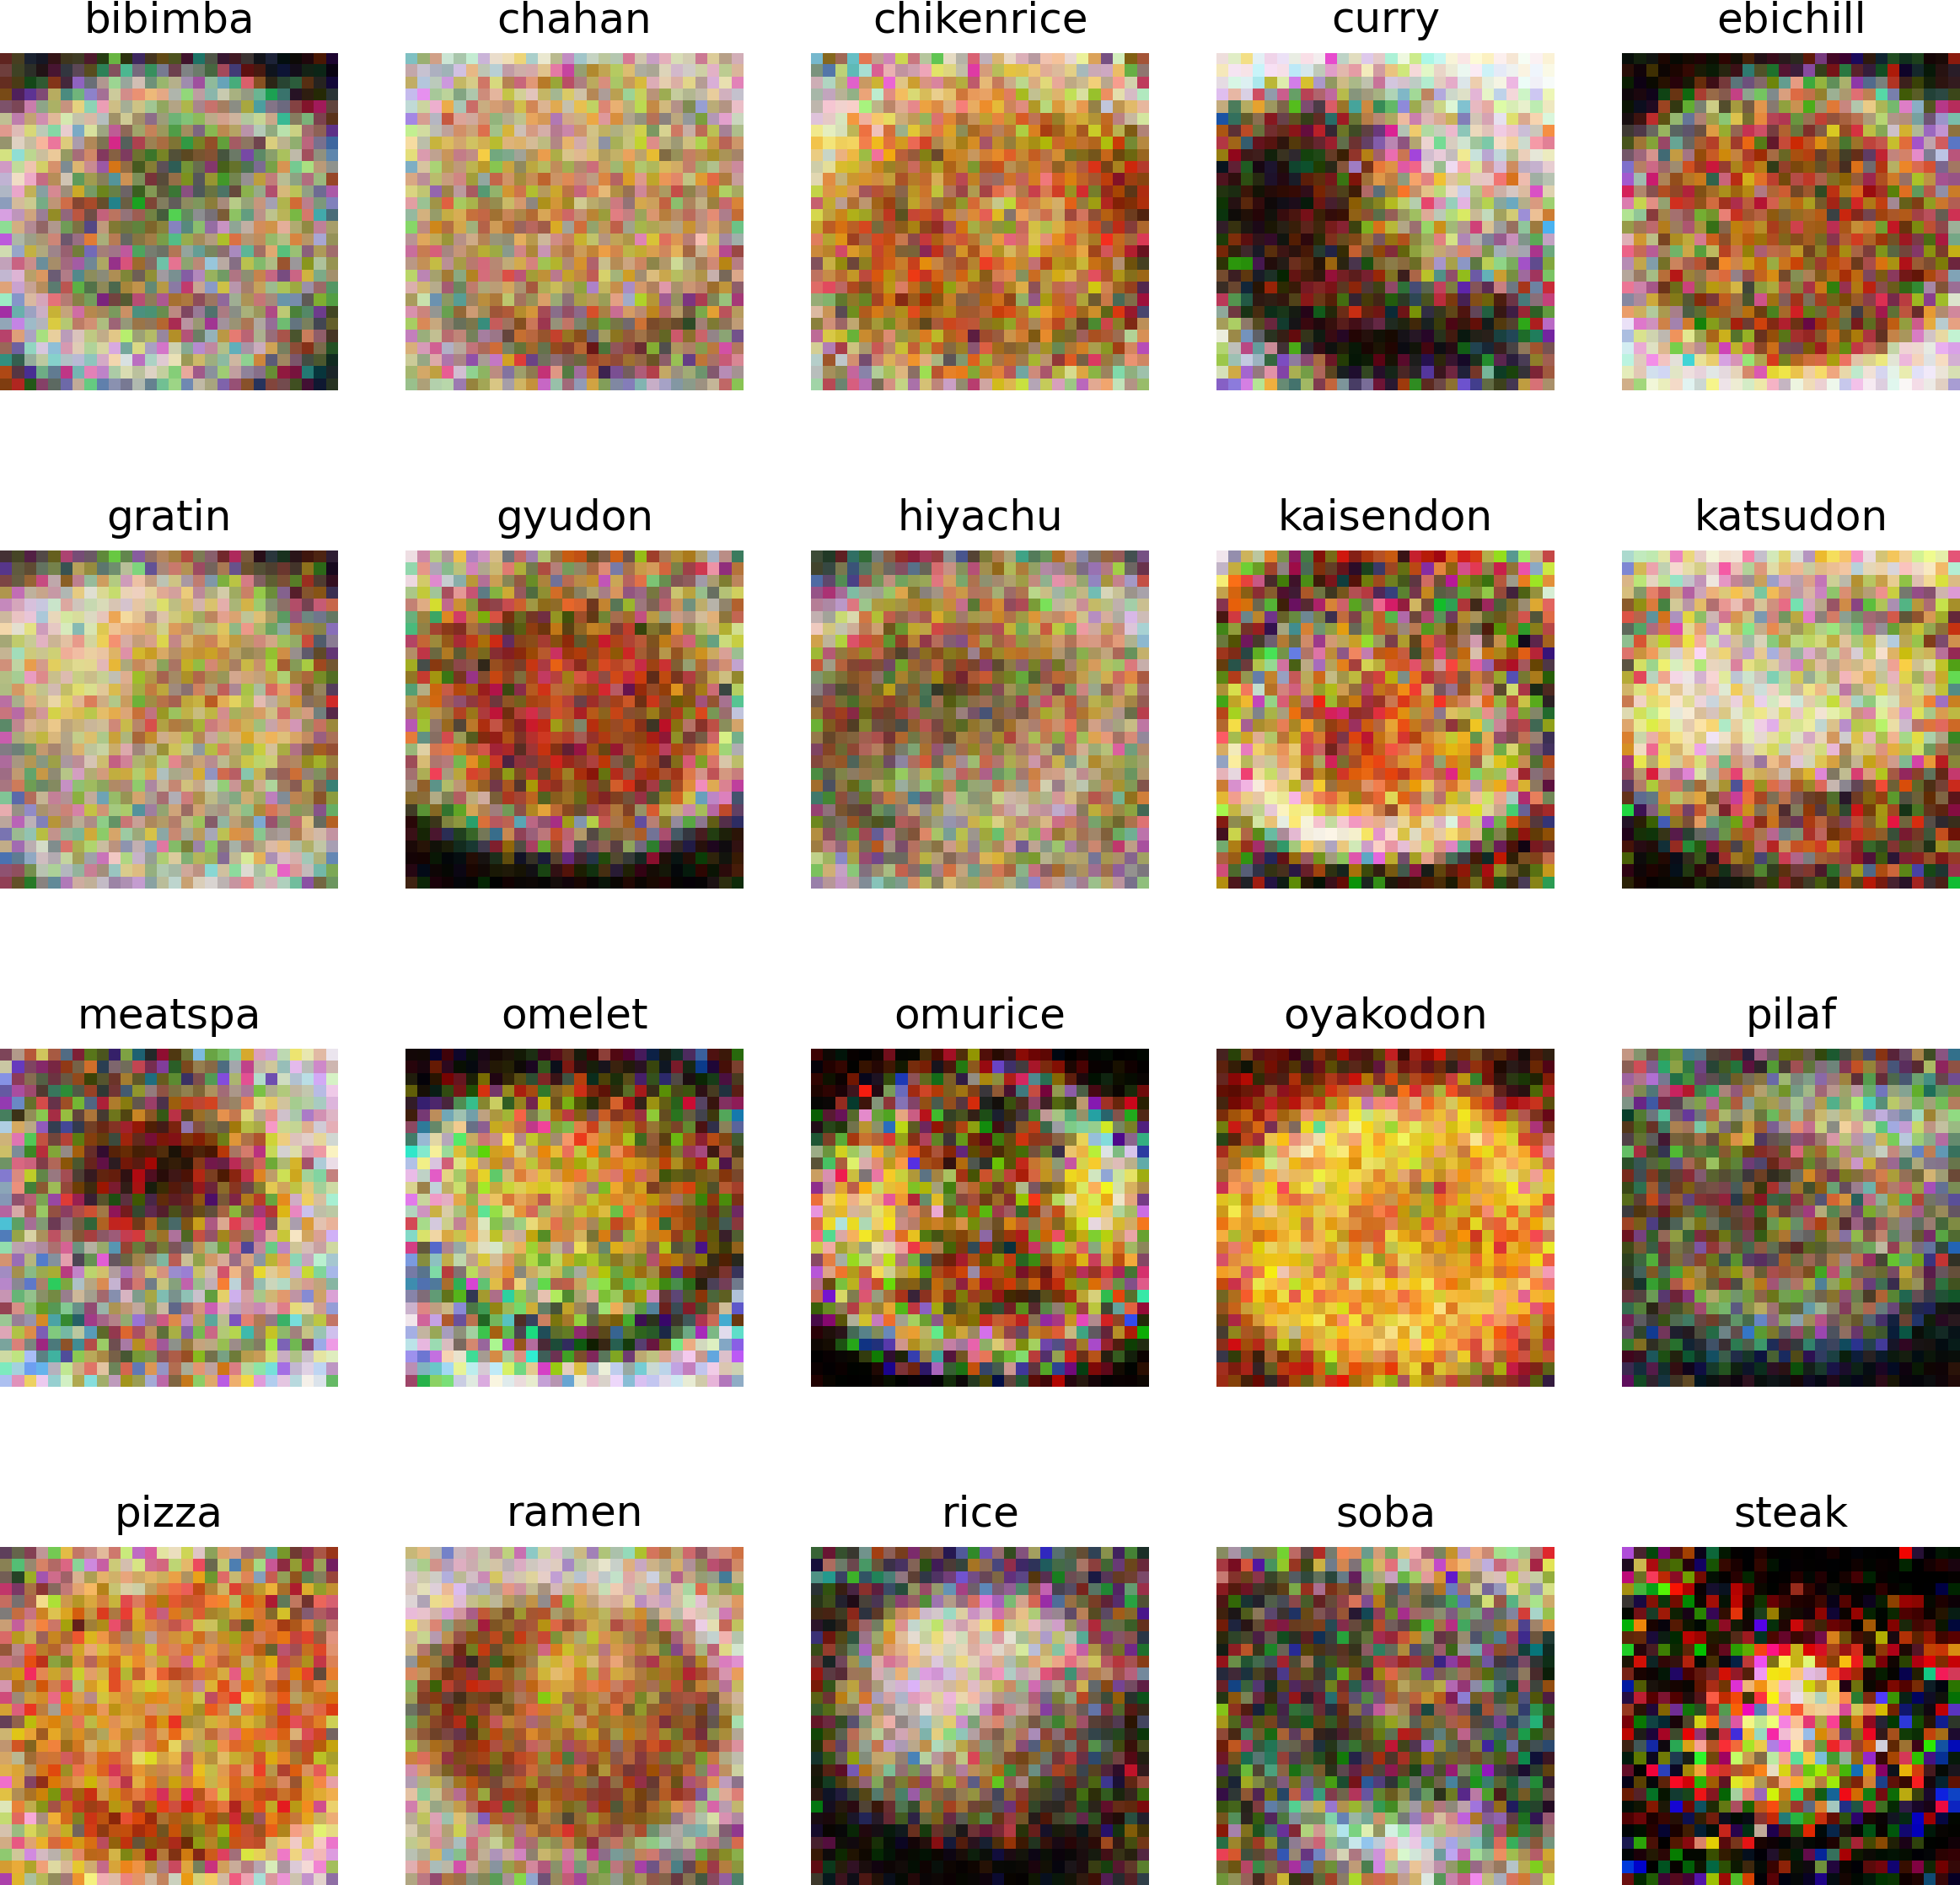 bibimba chahan chikenrice curry ebichill
gratin gyudon hiyachu kaisendon katsudon
meatspa omelet omurice oyakodon pilaf
pizza ramen rice soba steak